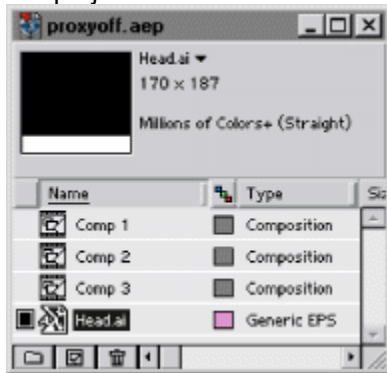 proxyoff.aep
Head.ai
170 x 187
Millions of Colors+ (Straight)
Name Type
Comp 1 Composition
Comp 2 Composition
Comp 3 Composition
Head.ai Generic EPS